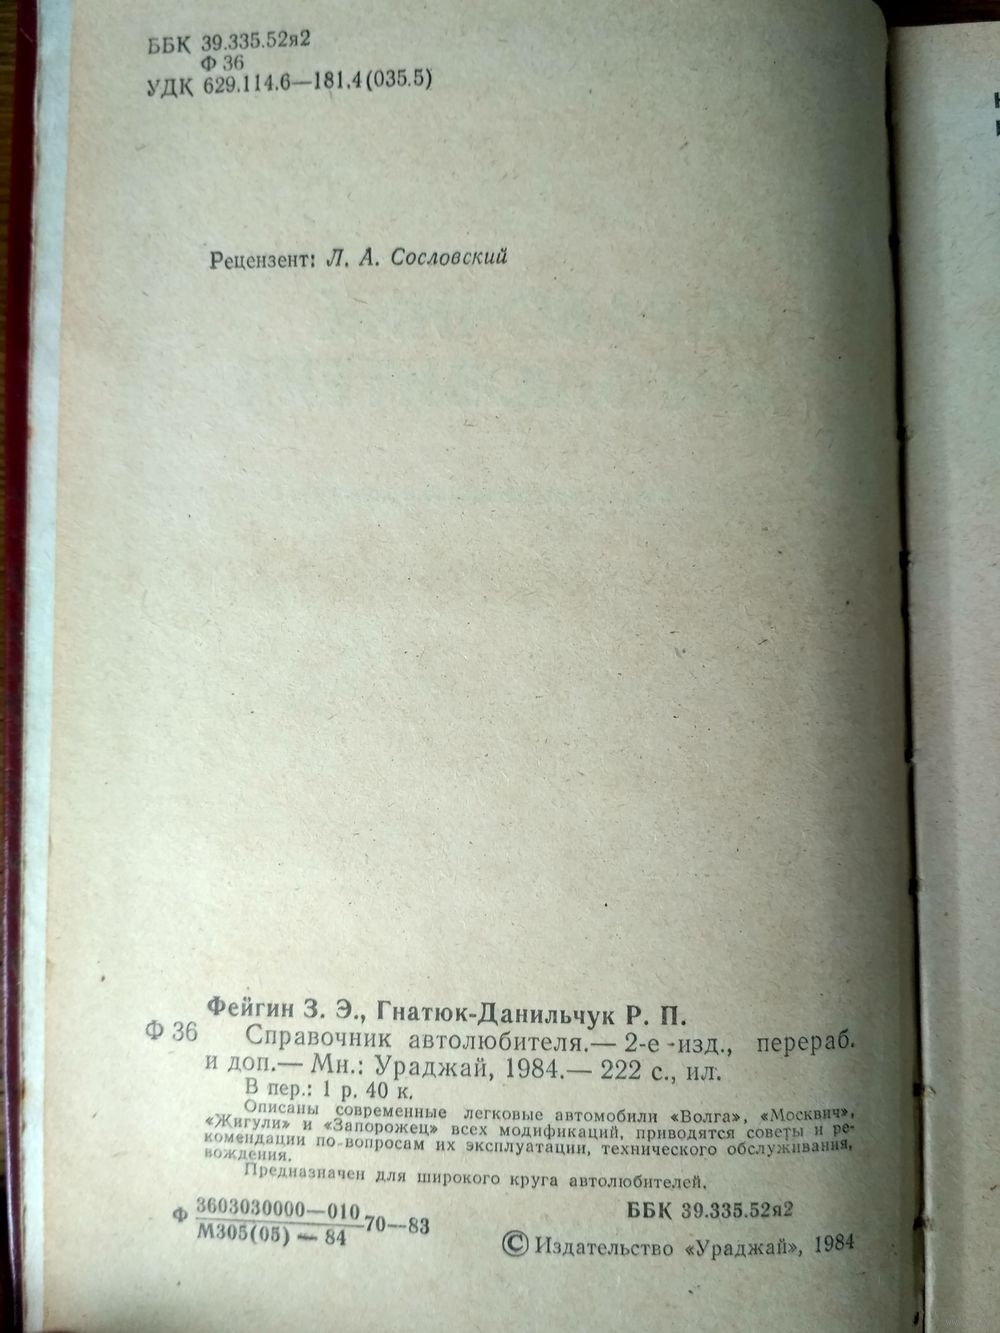 ББК 39.335.52я2
Ф 36
УДК 629.114.6—181.4(035.5)
Рецензент: Л. А. Сословский
Фейгин З. Э., Гнатюк-Данильчук Р. П.
Ф 36 Справочник автолюбителя.— 2-е изд., перераб.
и доп.— Мн.: Ураджай, 1984.— 222 с., ил.
В пер.: 1 р. 40 к.
Описаны современные легковые автомобили «Волга», «Москвич»,
«Жигули» и «Запорожец» всех модификаций, приводятся советы и ре-
комендации по вопросам их эксплуатации, технического обслуживания,
вождения.
Предназначен для широкого круга автолюбителей.
Ф 3603030000—010 70—83
М305(05) — 84
ББК 39.335.52я2
© Издательство «Ураджай», 1984